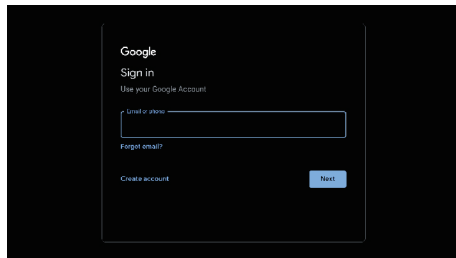 Google
Sign in
Use your Google Account
Email or phone
Forgot email?
Create account
Next